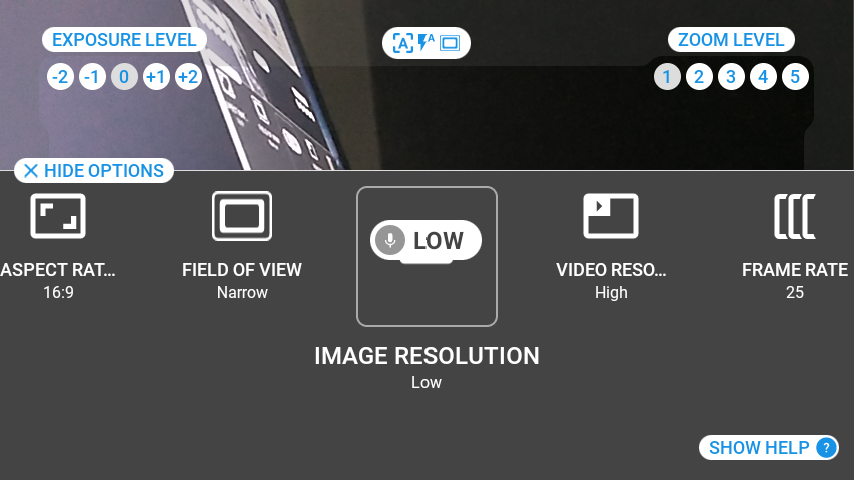 EXPOSURE LEVEL
-2 -1 0 +1 +2
A A
ZOOM LEVEL
1 2 3 4 5
HIDE OPTIONS
ASPECT RAT...
16:9
FIELD OF VIEW
Narrow
LOW
IMAGE RESOLUTION
Low
VIDEO RESO...
High
FRAME RATE
25
SHOW HELP ?